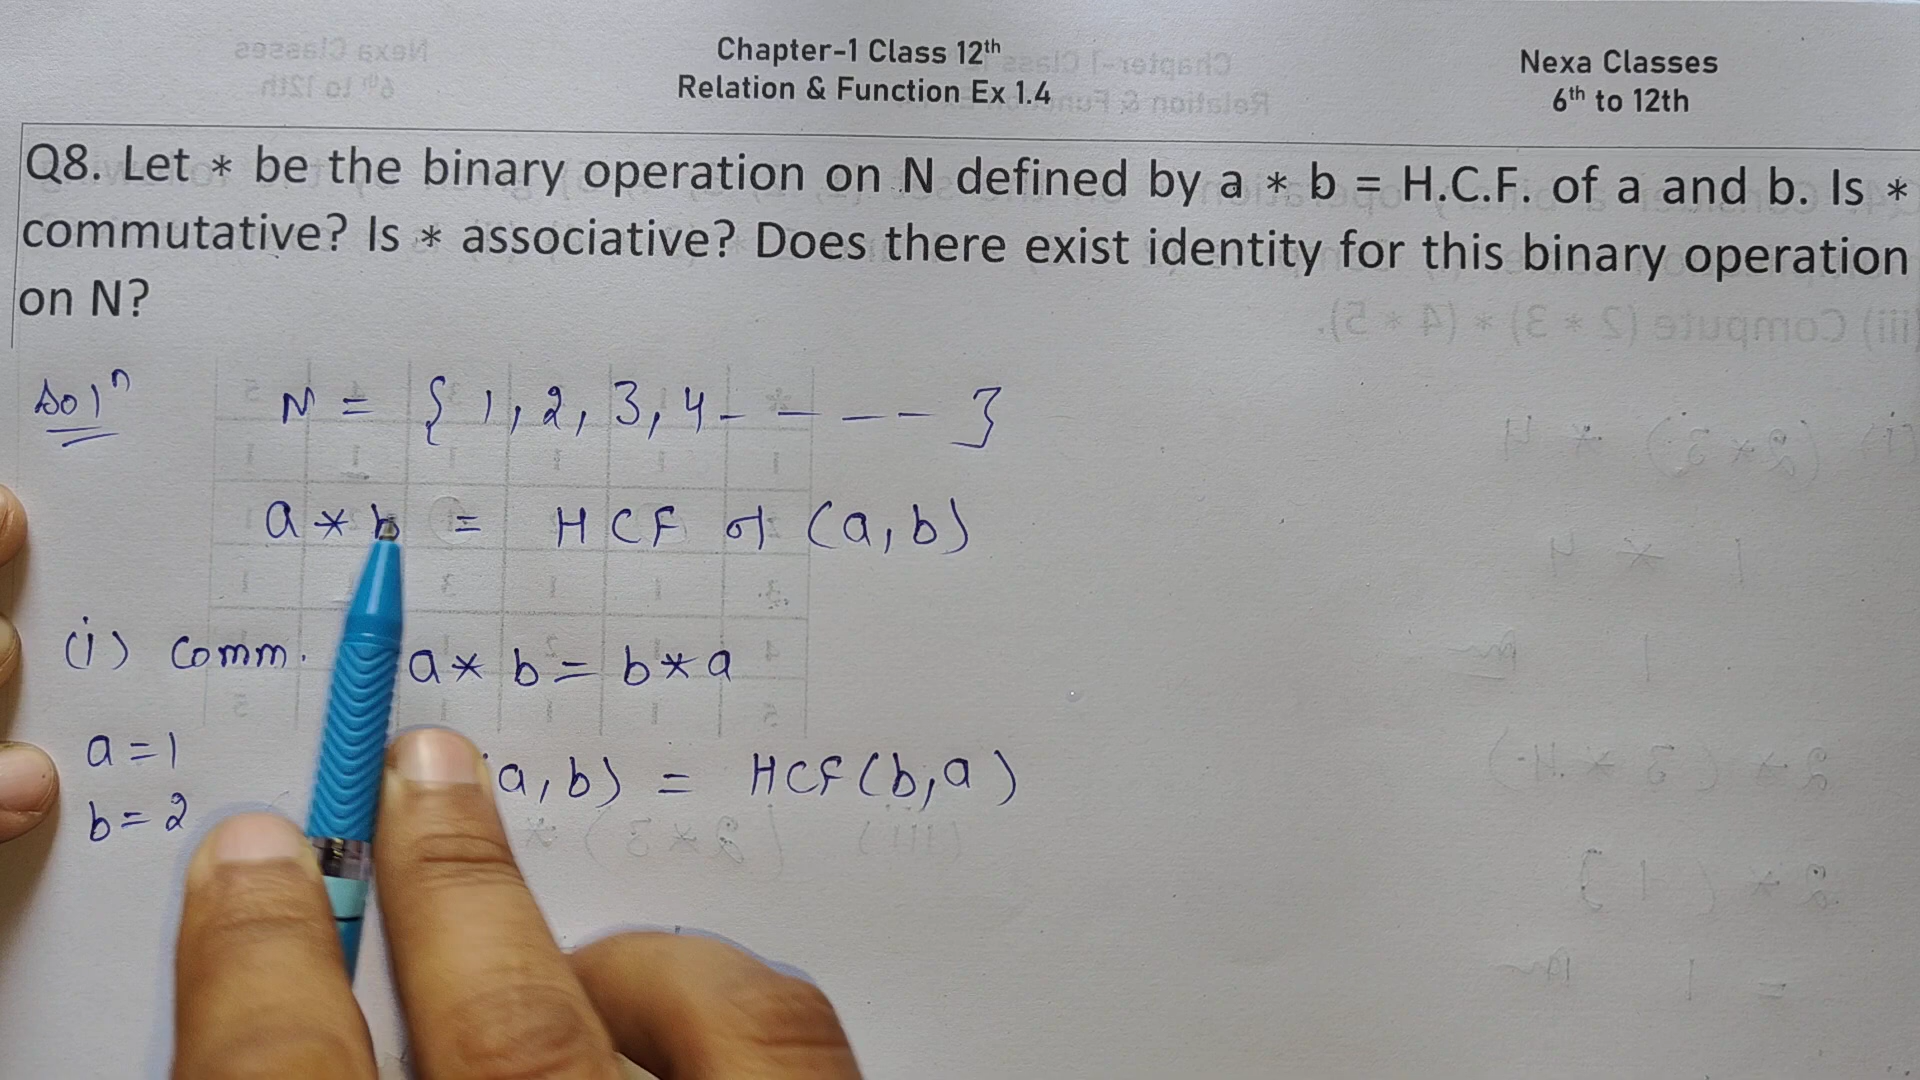 Chapter-1 Class 12th
Relation & Function Ex 1.4
Nexa Classes
6th to 12th
Q8. Let * be the binary operation on N defined by a * b = H.C.F. of a and b. Is *
commutative? Is * associative? Does there exist identity for this binary operation
on N?
Solⁿ N = { 1, 2, 3, 4 - - - - }
a * b = HCF of (a, b)
(i) Comm. a * b = b * a
a = 1
(a, b) = HCF (b, a)
b = 2